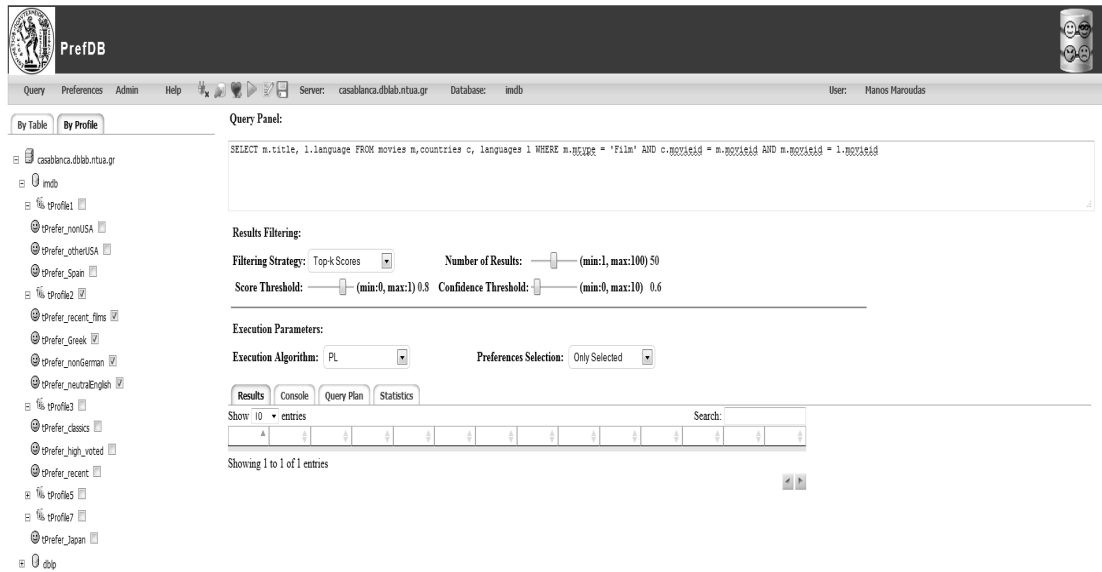 PrefDB
Query Preferences Admin Help Server: casablanca.dblab.ntua.gr Database: imdb User: Manos Maroudas
By Table By Profile
casablanca.dblab.ntua.gr
imdb
tProfile1
tPrefer_nonUSA
tPrefer_otherUSA
tPrefer_Spain
tProfile2
tPrefer_recent_films
tPrefer_Greek
tPrefer_nonGerman
tPrefer_neutralEnglish
tProfile3
tPrefer_classics
tPrefer_high_voted
tPrefer_recent
tProfile5
tProfile7
tPrefer_Japan
dblp
Query Panel:
SELECT m.title, l.language FROM movies m,countries c, languages l WHERE m.mtype = 'Film' AND c.movieid = m.movieid AND m.movieid = l.movieid
Results Filtering:
Filtering Strategy: Top-k Scores Number of Results: (min:1, max:100) 50
Score Threshold: (min:0, max:1) 0.8 Confidence Threshold: (min:0, max:10) 0.6
Execution Parameters:
Execution Algorithm: PL Preferences Selection: Only Selected
Results Console Query Plan Statistics
Show 10 entries Search:
Showing 1 to 1 of 1 entries